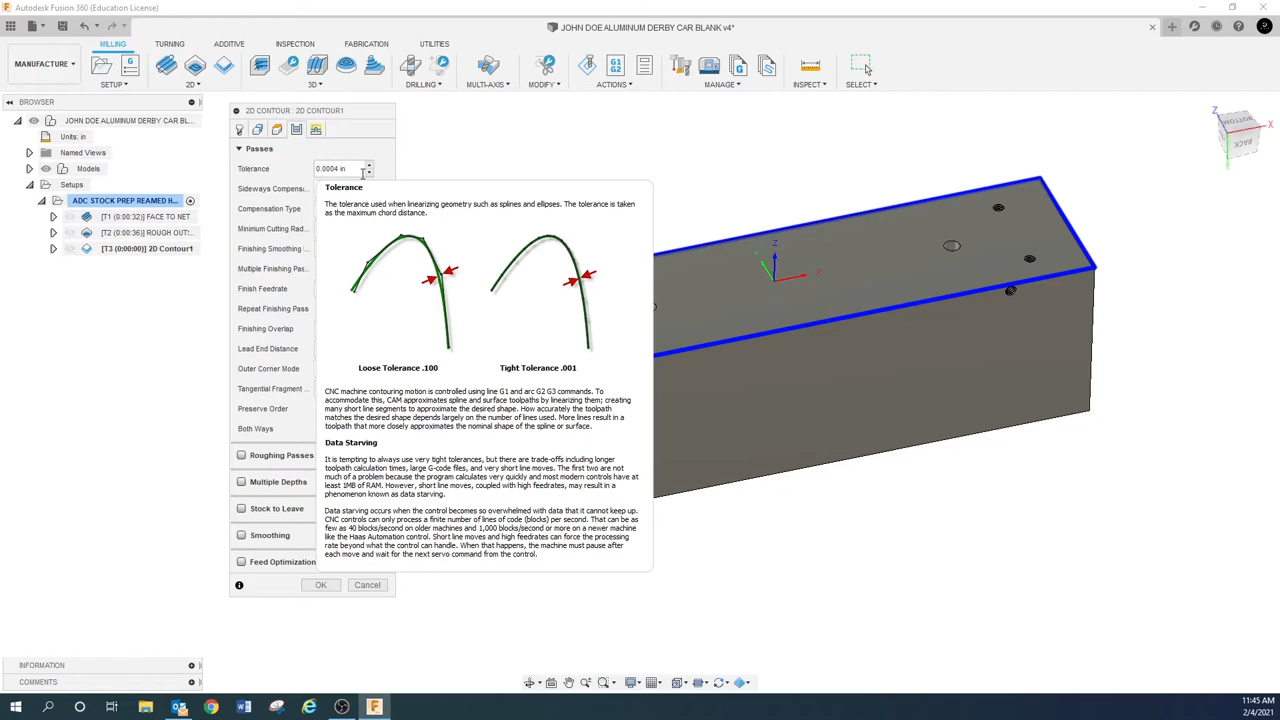 Autodesk Fusion 360 (Education License)
JOHN DOE ALUMINUM DERBY CAR BLANK v4*
MILLING TURNING ADDITIVE INSPECTION FABRICATION UTILITIES
MANUFACTURE
G1
G2
SETUP 2D 3D DRILLING MULTI-AXIS MODIFY ACTIONS MANAGE INSPECT SELECT
BROWSER
JOHN DOE ALUMINUM DERBY CAR BL...
Units: in
Named Views
Models
Setups
ADC STOCK PREP REAMED H...
[T1 (0:00:32)] FACE TO NET
[T2 (0:00:36)] ROUGH OUTS
[T3 (0:00:00)] 2D Contour1
2D CONTOUR : 2D CONTOUR1
Passes
Tolerance 0.0004 in
Sideways Compensa...
Compensation Type
Minimum Cutting Rad...
Finishing Smoothing
Multiple Finishing Pas...
Finish Feedrate
Repeat Finishing Pass
Finishing Overlap
Lead End Distance
Outer Corner Mode
Tangential Fragment ...
Preserve Order
Both Ways
Roughing Passes
Multiple Depths
Stock to Leave
Smoothing
Feed Optimization
OK Cancel
Tolerance
The tolerance used when linearizing geometry such as splines and ellipses. The tolerance is taken
as the maximum chord distance.
Loose Tolerance .100 Tight Tolerance .001
CNC machine contouring motion is controlled using line G1 and arc G2 G3 commands. To
accommodate this, CAM approximates spline and surface toolpaths by linearizing them; creating
many short line segments to approximate the desired shape. How accurately the toolpath
matches the desired shape depends largely on the number of lines used. More lines result in a
toolpath that more closely approximates the nominal shape of the spline or surface.
Data Starving
It is tempting to always use very tight tolerances, but there are trade-offs including longer
toolpath calculation times, large G-code files, and very short line moves. The first two are not
much of a problem because the program calculates very quickly and most modern controls have at
least 1MB of RAM. However, short line moves, coupled with high feedrates, may result in a
phenomenon known as data starving.
Data starving occurs when the control becomes so overwhelmed with data that it cannot keep up.
CNC controls can only process a finite number of lines of code (blocks) per second. That can be as
few as 40 blocks/second on older machines and 1,000 blocks/second or more on a newer machine
like the Haas Automation control. Short line moves and high feedrates can force the processing
rate beyond what the control can handle. When that happens, the machine must pause after
each move and wait for the next servo command from the control.
Z
X
BOTTOM
BACK
Z
X
INFORMATION
COMMENTS
11:45 AM
2/4/2021